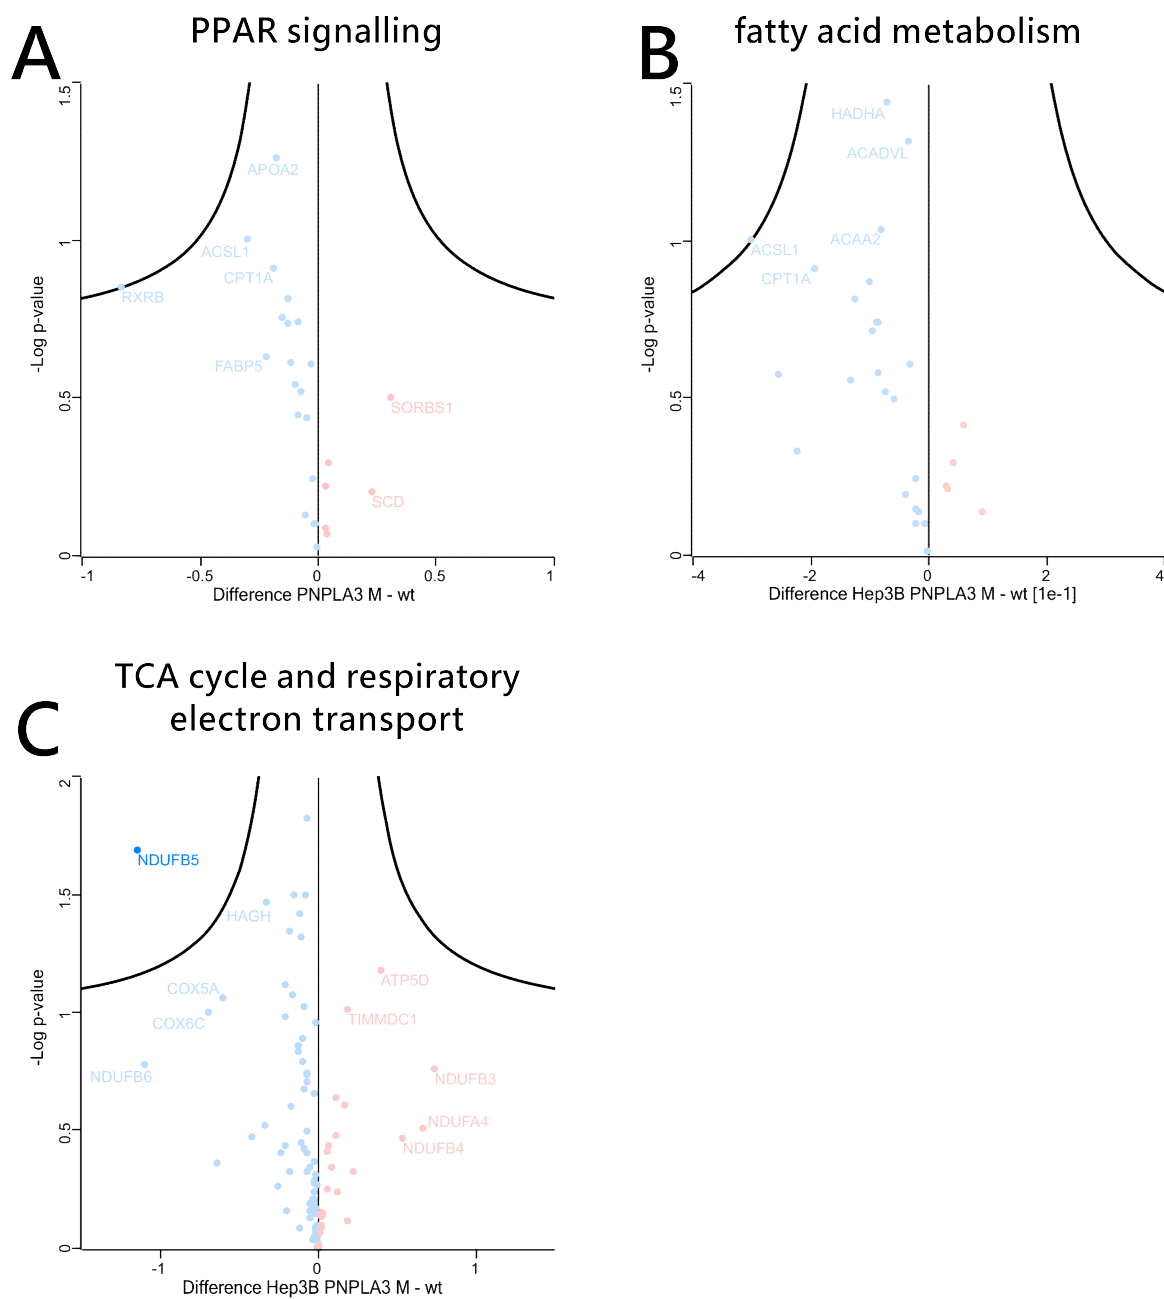 A
PPAR signalling
1.5
1
0.5
0
-Log p-value
APOA2
ACSL1
CPT1A
RXRB
FABP5
SORBS1
SCD
-1
-0.5
0
0.5
1
Difference PNPLA3 M - wt
B
fatty acid metabolism
1.5
1
0.5
0
-Log p-value
HADHA
ACADVL
ACAA2
ACSL1
CPT1A
-4
-2
0
2
4
Difference Hep3B PNPLA3 M - wt [1e-1]
C
TCA cycle and respiratory
electron transport
2
1.5
1
0.5
0
-Log p-value
NDUFB5
HAGH
ATP5D
COX5A
TIMMDC1
COX6C
NDUFB6
NDUFB3
NDUFA4
NDUFB4
-1
0
1
Difference Hep3B PNPLA3 M - wt